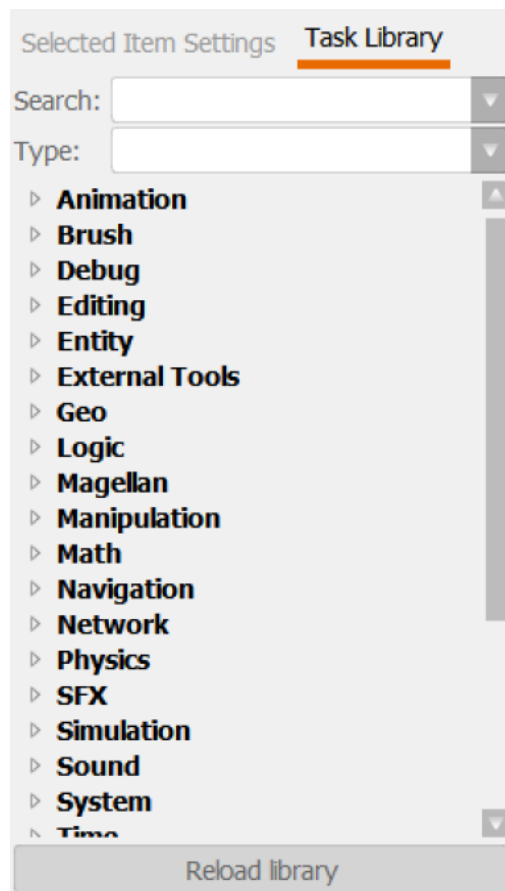 Selected Item Settings Task Library
Search:
Type:
Animation
Brush
Debug
Editing
Entity
External Tools
Geo
Logic
Magellan
Manipulation
Math
Navigation
Network
Physics
SFX
Simulation
Sound
System
Time
Reload library